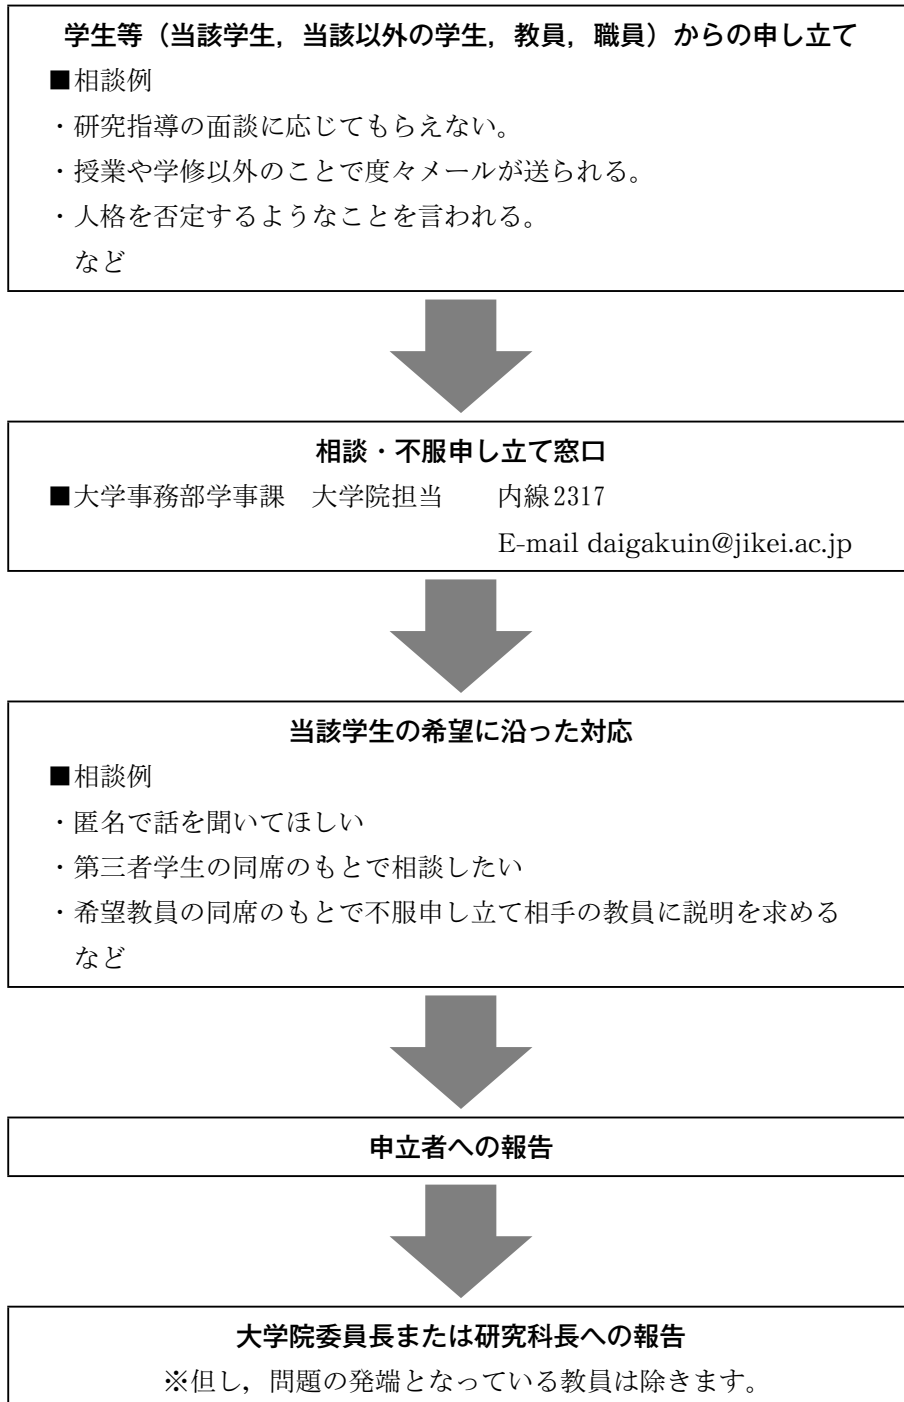 学生等（当該学生，当該以外の学生，教員，職員）からの申し立て
■相談例
・研究指導の面談に応じてもらえない。
・授業や学修以外のことで度々メールが送られる。
・人格を否定するようなことを言われる。
など
相談・不服申し立て窓口
■大学事務部学事課　大学院担当　　内線2317
E-mail daigakuin@jikei.ac.jp
当該学生の希望に沿った対応
■相談例
・匿名で話を聞いてほしい
・第三者学生の同席のもとで相談したい
・希望教員の同席のもとで不服申し立て相手の教員に説明を求める
など
申立者への報告
大学院委員長または研究科長への報告
※但し，問題の発端となっている教員は除きます。